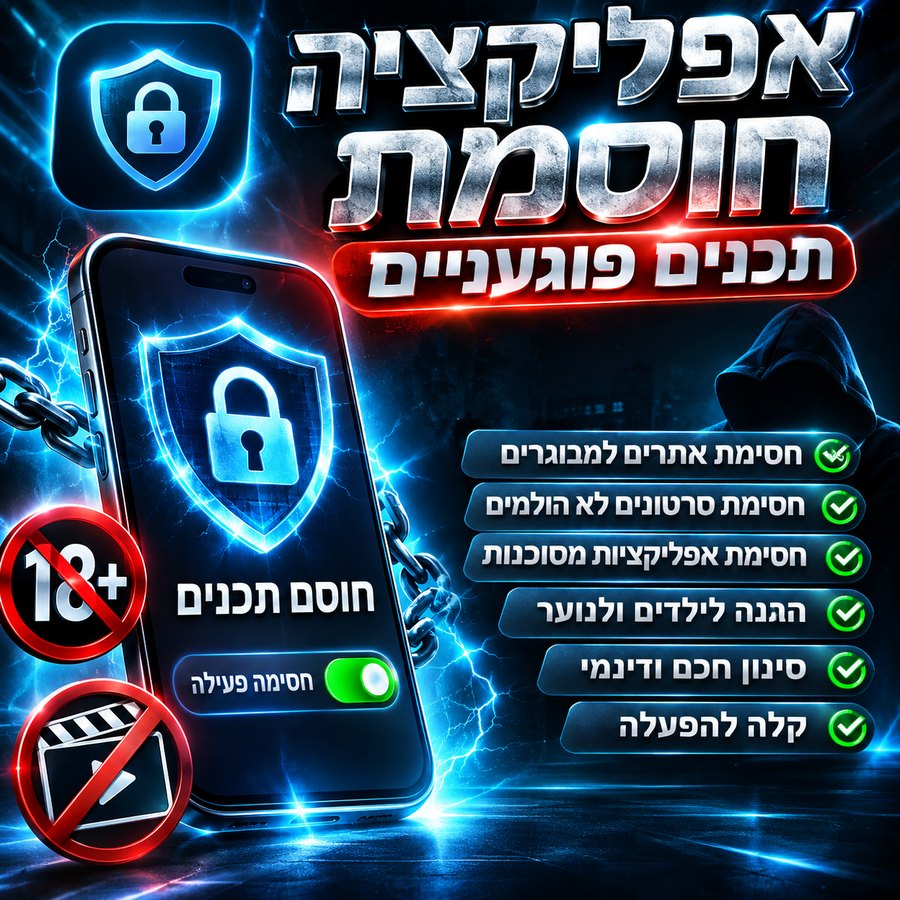 אפליקציה
חוסמת
תכנים פוגעניים
חסימת אתרים למבוגרים
חסימת סרטונים לא הולמים
חסימת אפליקציות מסוכנות
הגנה לילדים ולנוער
סינון חכם ודינמי
קלה להפעלה
חוסם תכנים
חסימה פעילה
18+